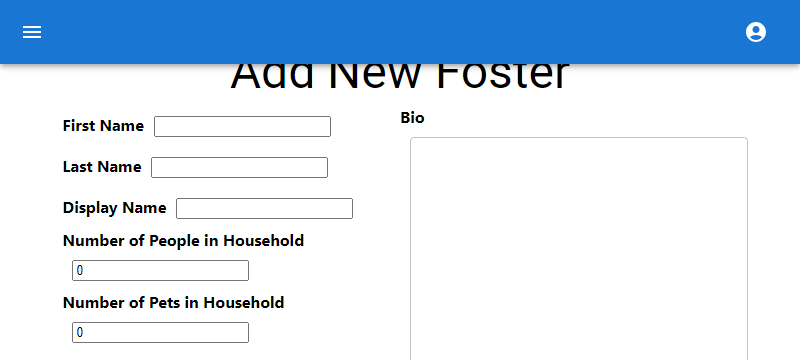 Add New Foster
First Name
Last Name
Display Name
Number of People in Household
0
Number of Pets in Household
0
Bio